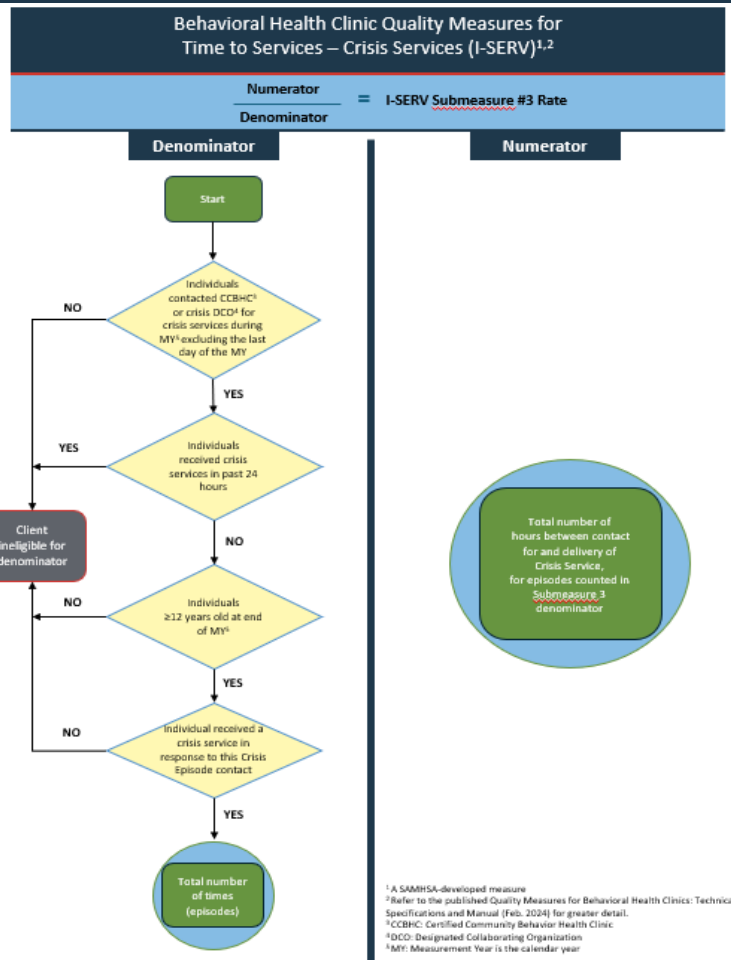 Behavioral Health Clinic Quality Measures for
Time to Services – Crisis Services (I-SERV)¹,²
Numerator
Denominator
= I-SERV Submeasure #3 Rate
Denominator
Numerator
Start
Individuals
contacted CCBHC³
or crisis DCO⁴ for
crisis services during
MY⁵ excluding the last
day of the MY
NO
YES
Individuals
received crisis
services in past 24
hours
YES
NO
Client
ineligible for
denominator
Individuals
≥12 years old at end
of MY⁵
NO
YES
Individual received a
crisis service in
response to this Crisis
Episode contact
NO
YES
Total number
of times
(episodes)
Total number of
hours between contact
for and delivery of
Crisis Service,
for episodes counted in
Submeasure 3
denominator
¹ A SAMHSA-developed measure
² Refer to the published Quality Measures for Behavioral Health Clinics: Technica
Specifications and Manual (Feb. 2024) for greater detail.
³ CCBHC: Certified Community Behavior Health Clinic
⁴ DCO: Designated Collaborating Organization
⁵ MY: Measurement Year is the calendar year